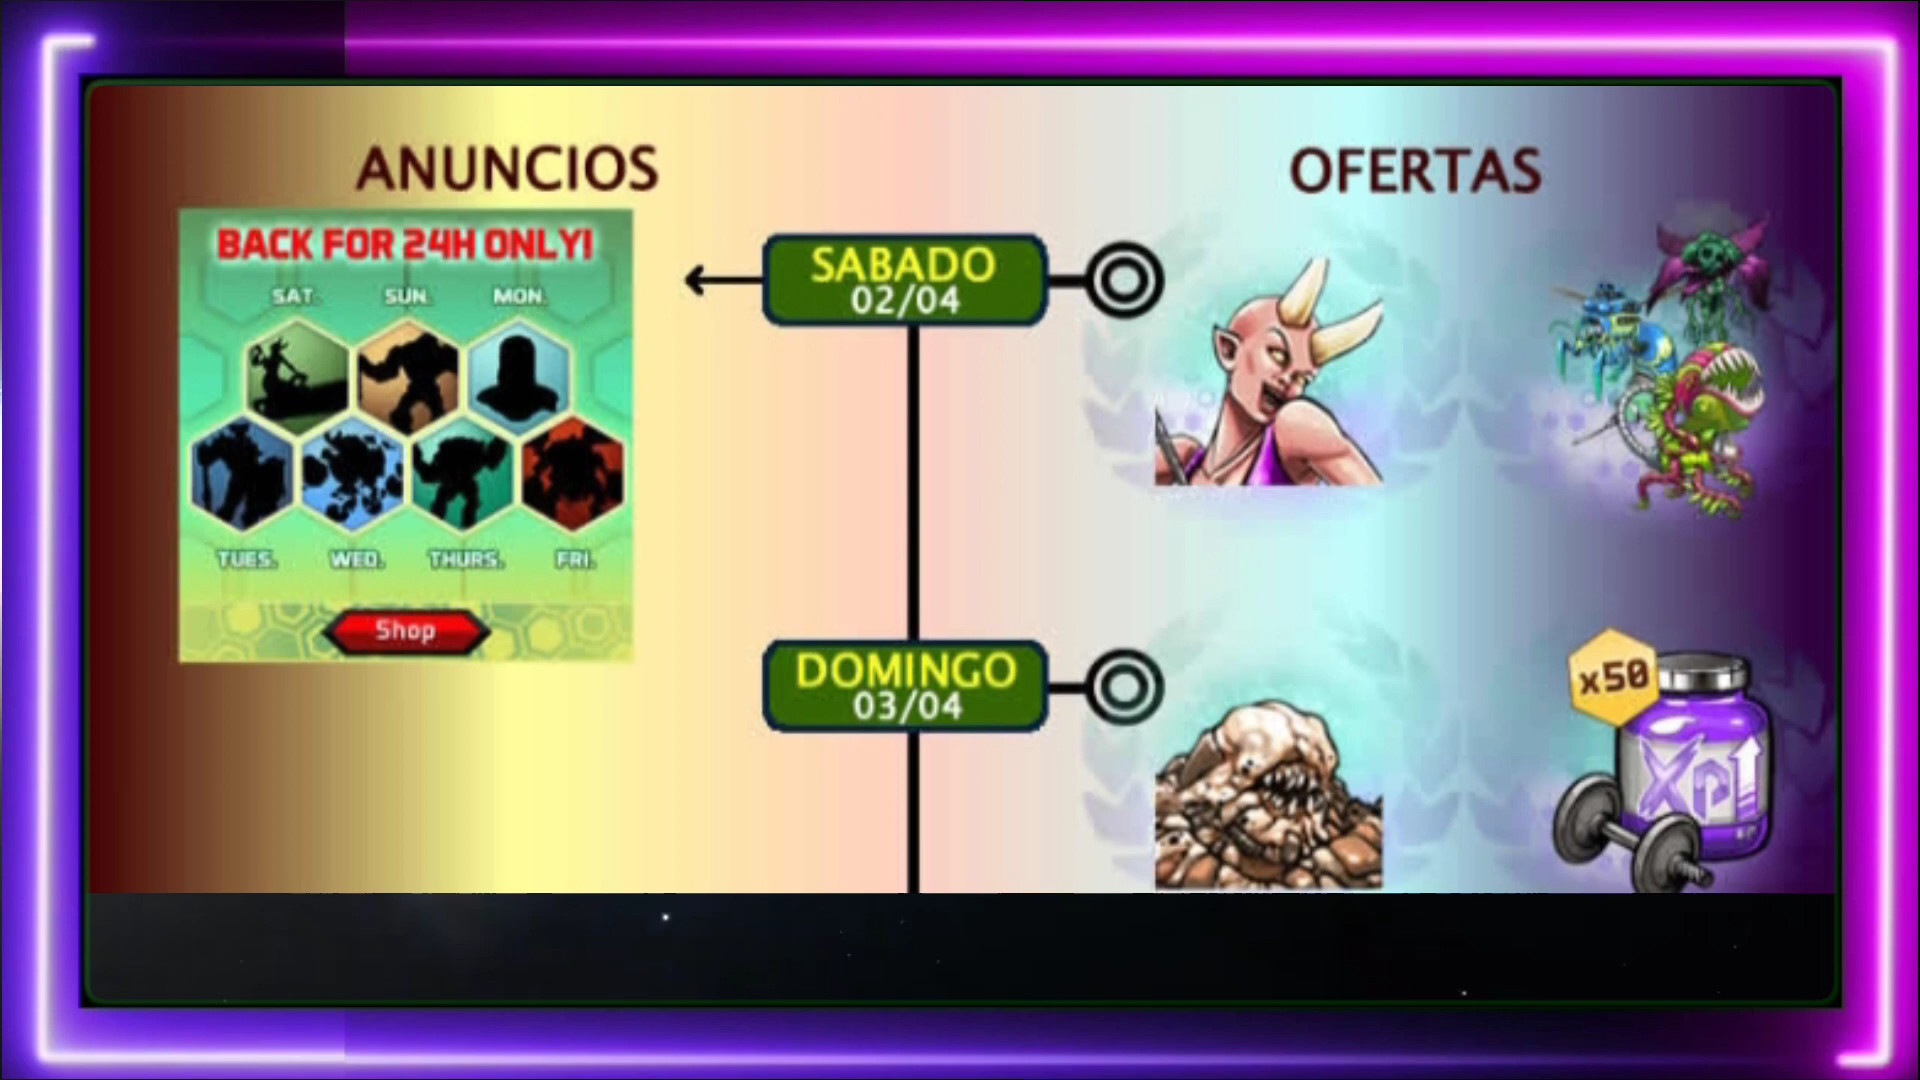 ANUNCIOS
OFERTAS
BACK FOR 24H ONLY!
SAT.
SUN.
MON.
TUES.
WED.
THURS.
FRI.
Shop
SABADO
02/04
DOMINGO
03/04
x50
XP